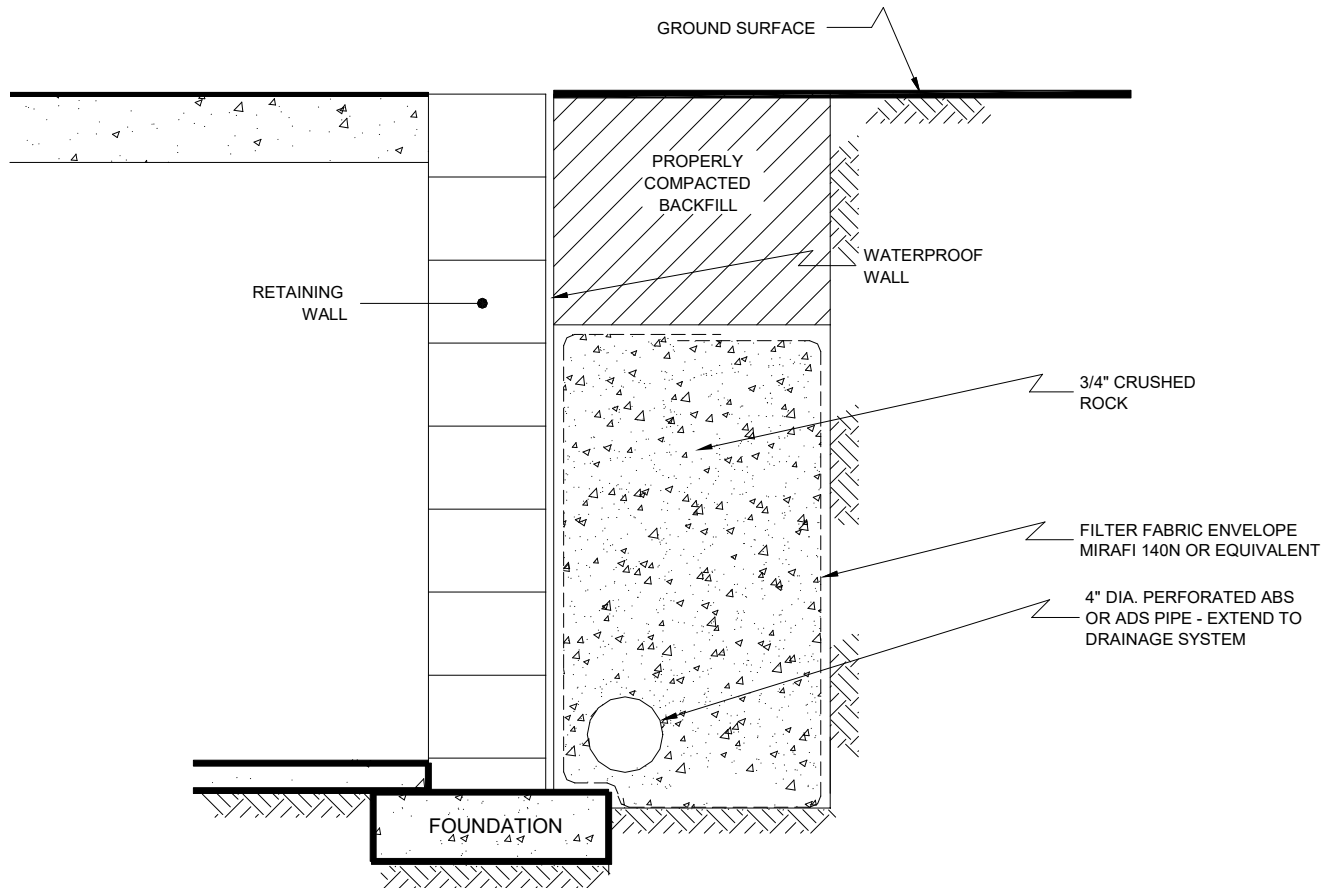 GROUND SURFACE
PROPERLY
COMPACTED
BACKFILL
WATERPROOF
WALL
RETAINING
WALL
3/4" CRUSHED
ROCK
FILTER FABRIC ENVELOPE
MIRAFI 140N OR EQUIVALENT
4" DIA. PERFORATED ABS
OR ADS PIPE - EXTEND TO
DRAINAGE SYSTEM
FOUNDATION